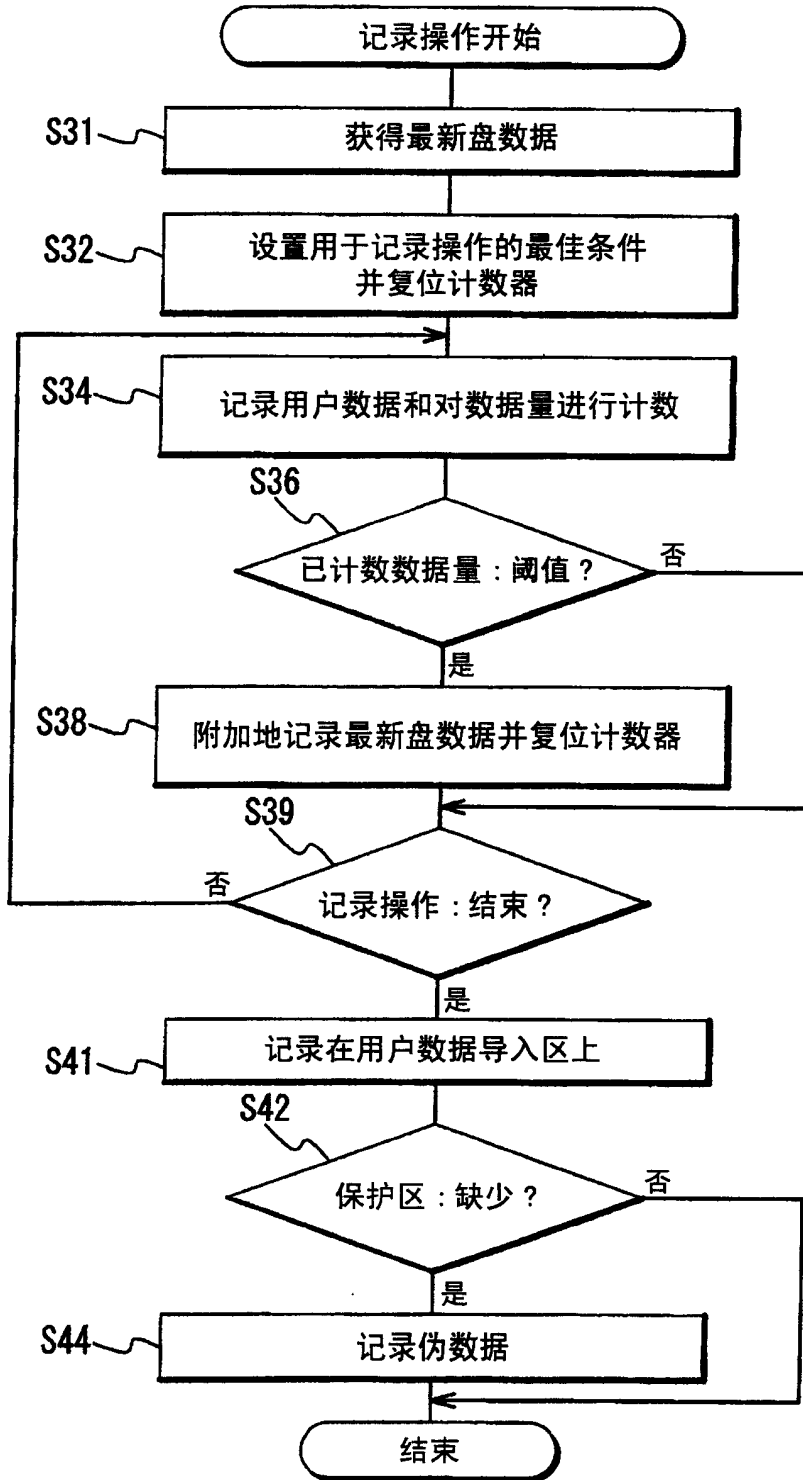 记录操作开始
S31
获得最新盘数据
S32
设置用于记录操作的最佳条件
并复位计数器
S34
记录用户数据和对数据量进行计数
S36
已计数数据量：阈值？
否
是
S38
附加地记录最新盘数据并复位计数器
S39
记录操作：结束？
否
是
S41
记录在用户数据导入区上
S42
保护区：缺少？
否
是
S44
记录伪数据
结束